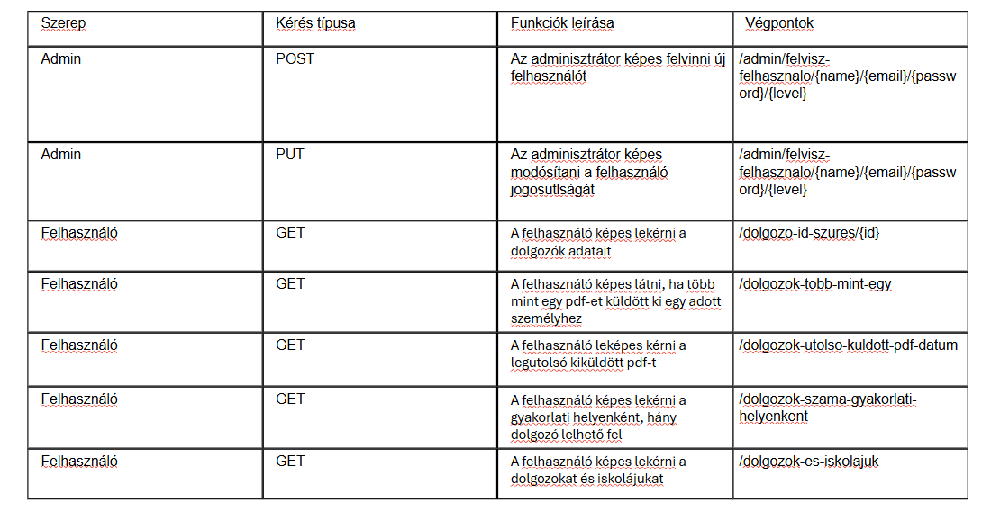 Szerep
Kérés típusa
Funkciók leírása
Végpontok
Admin
POST
Az adminisztrátor képes felvinni új
felhasználót
/admin/felvisz-
felhasznalo/{name}/{email}/{passw
ord}/{level}
Admin
PUT
Az adminisztrátor képes
modósítani a felhasználó
jogosutlságát
/admin/felvisz-
felhasznalo/{name}/{email}/{passw
ord}/{level}
Felhasználó
GET
A felhasználó képes lekérni a
dolgozók adatait
/dolgozo-id-szures/{id}
Felhasználó
GET
A felhasználó képes látni, ha több
mint egy pdf-et küldött ki egy adott
személyhez
/dolgozok-tobb-mint-egy
Felhasználó
GET
A felhasználó leképes kérni a
legutolsó kiküldött pdf-t
/dolgozok-utolso-kuldott-pdf-datum
Felhasználó
GET
A felhasználó képes lekérni a
gyakorlati helyenként, hány
dolgozó lelhető fel
/dolgozok-szama-gyakorlati-
helyenkent
Felhasználó
GET
A felhasználó képes lekérni a
dolgozokat és iskolájukat
/dolgozok-es-iskolajuk